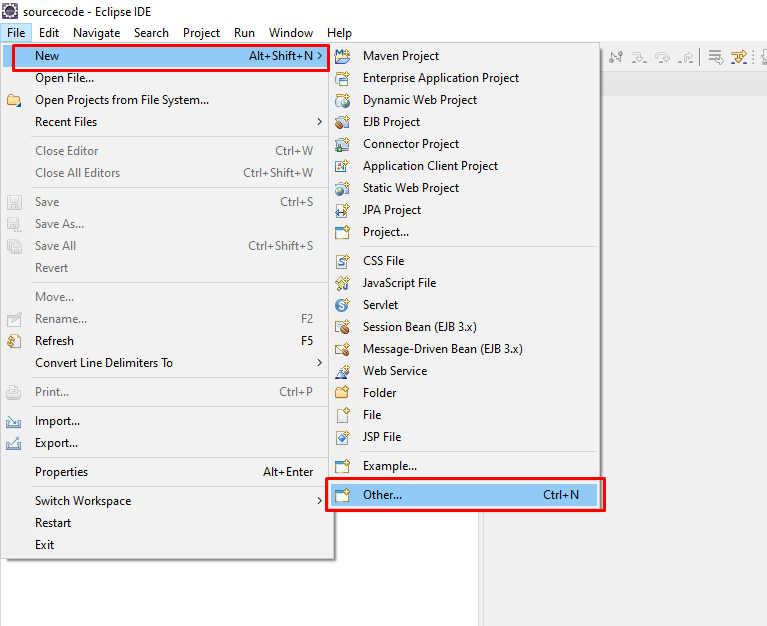 sourcecode - Eclipse IDE
File Edit Navigate Search Project Run Window Help
New Alt+Shift+N
Open File...
Open Projects from File System...
Recent Files
Close Editor Ctrl+W
Close All Editors Ctrl+Shift+W
Save Ctrl+S
Save As...
Save All Ctrl+Shift+S
Revert
Move...
Rename... F2
Refresh F5
Convert Line Delimiters To
Print... Ctrl+P
Import...
Export...
Properties Alt+Enter
Switch Workspace
Restart
Exit
Maven Project
Enterprise Application Project
Dynamic Web Project
EJB Project
Connector Project
Application Client Project
Static Web Project
JPA Project
Project...
CSS File
JavaScript File
Servlet
Session Bean (EJB 3.x)
Message-Driven Bean (EJB 3.x)
Web Service
Folder
File
JSP File
Example...
Other... Ctrl+N